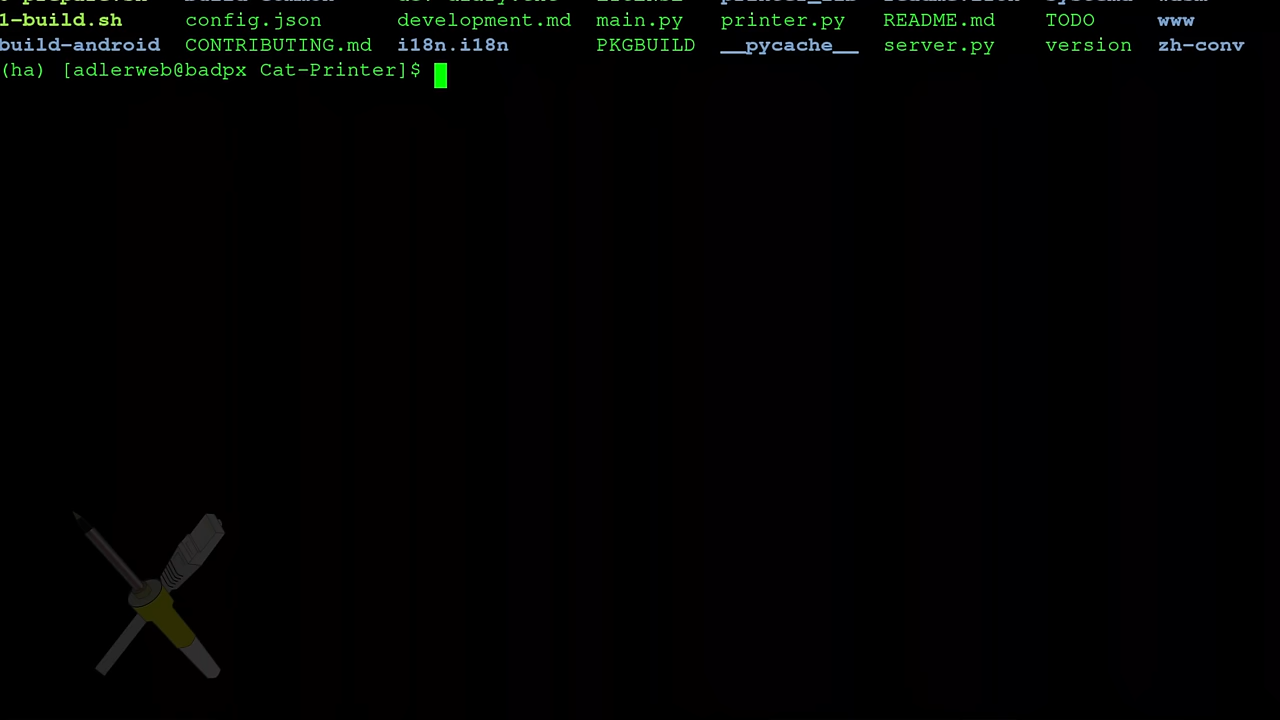 1-build.sh config.json development.md main.py printer.py README.md TODO www
build-android CONTRIBUTING.md i18n.i18n PKGBUILD __pycache__ server.py version zh-conv
(ha) [adlerweb@badpx Cat-Printer]$